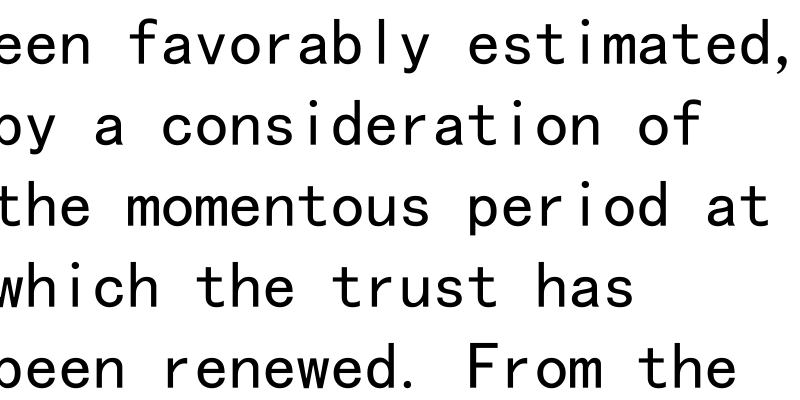 een favorably estimated,
by a consideration of
the momentous period at
which the trust has
been renewed. From the